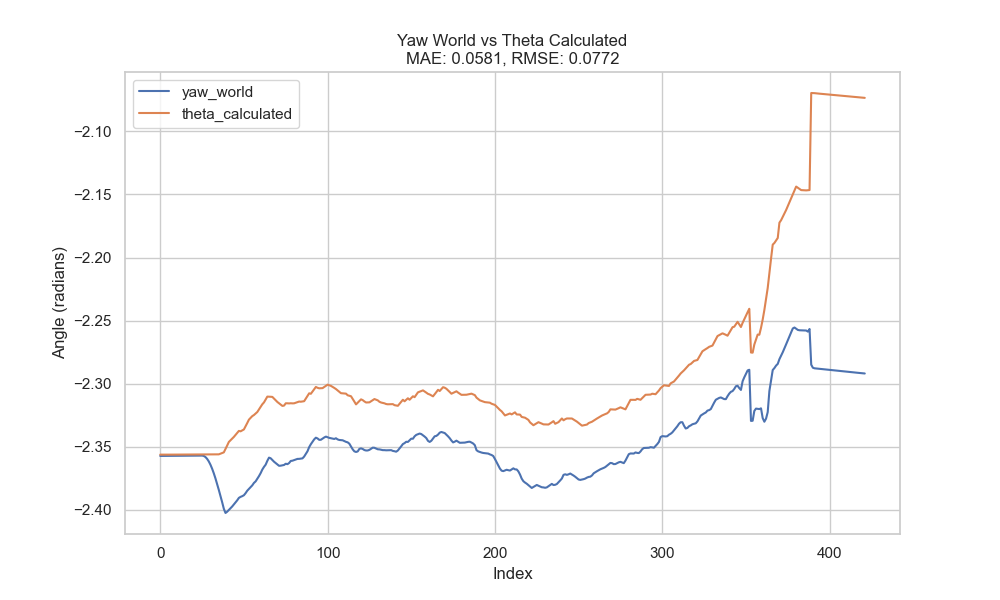 Yaw World vs Theta Calculated
MAE: 0.0581, RMSE: 0.0772
yaw_world
theta_calculated
−2.10
−2.15
−2.20
−2.25
−2.30
−2.35
−2.40
Angle (radians)
0
100
200
300
400
Index